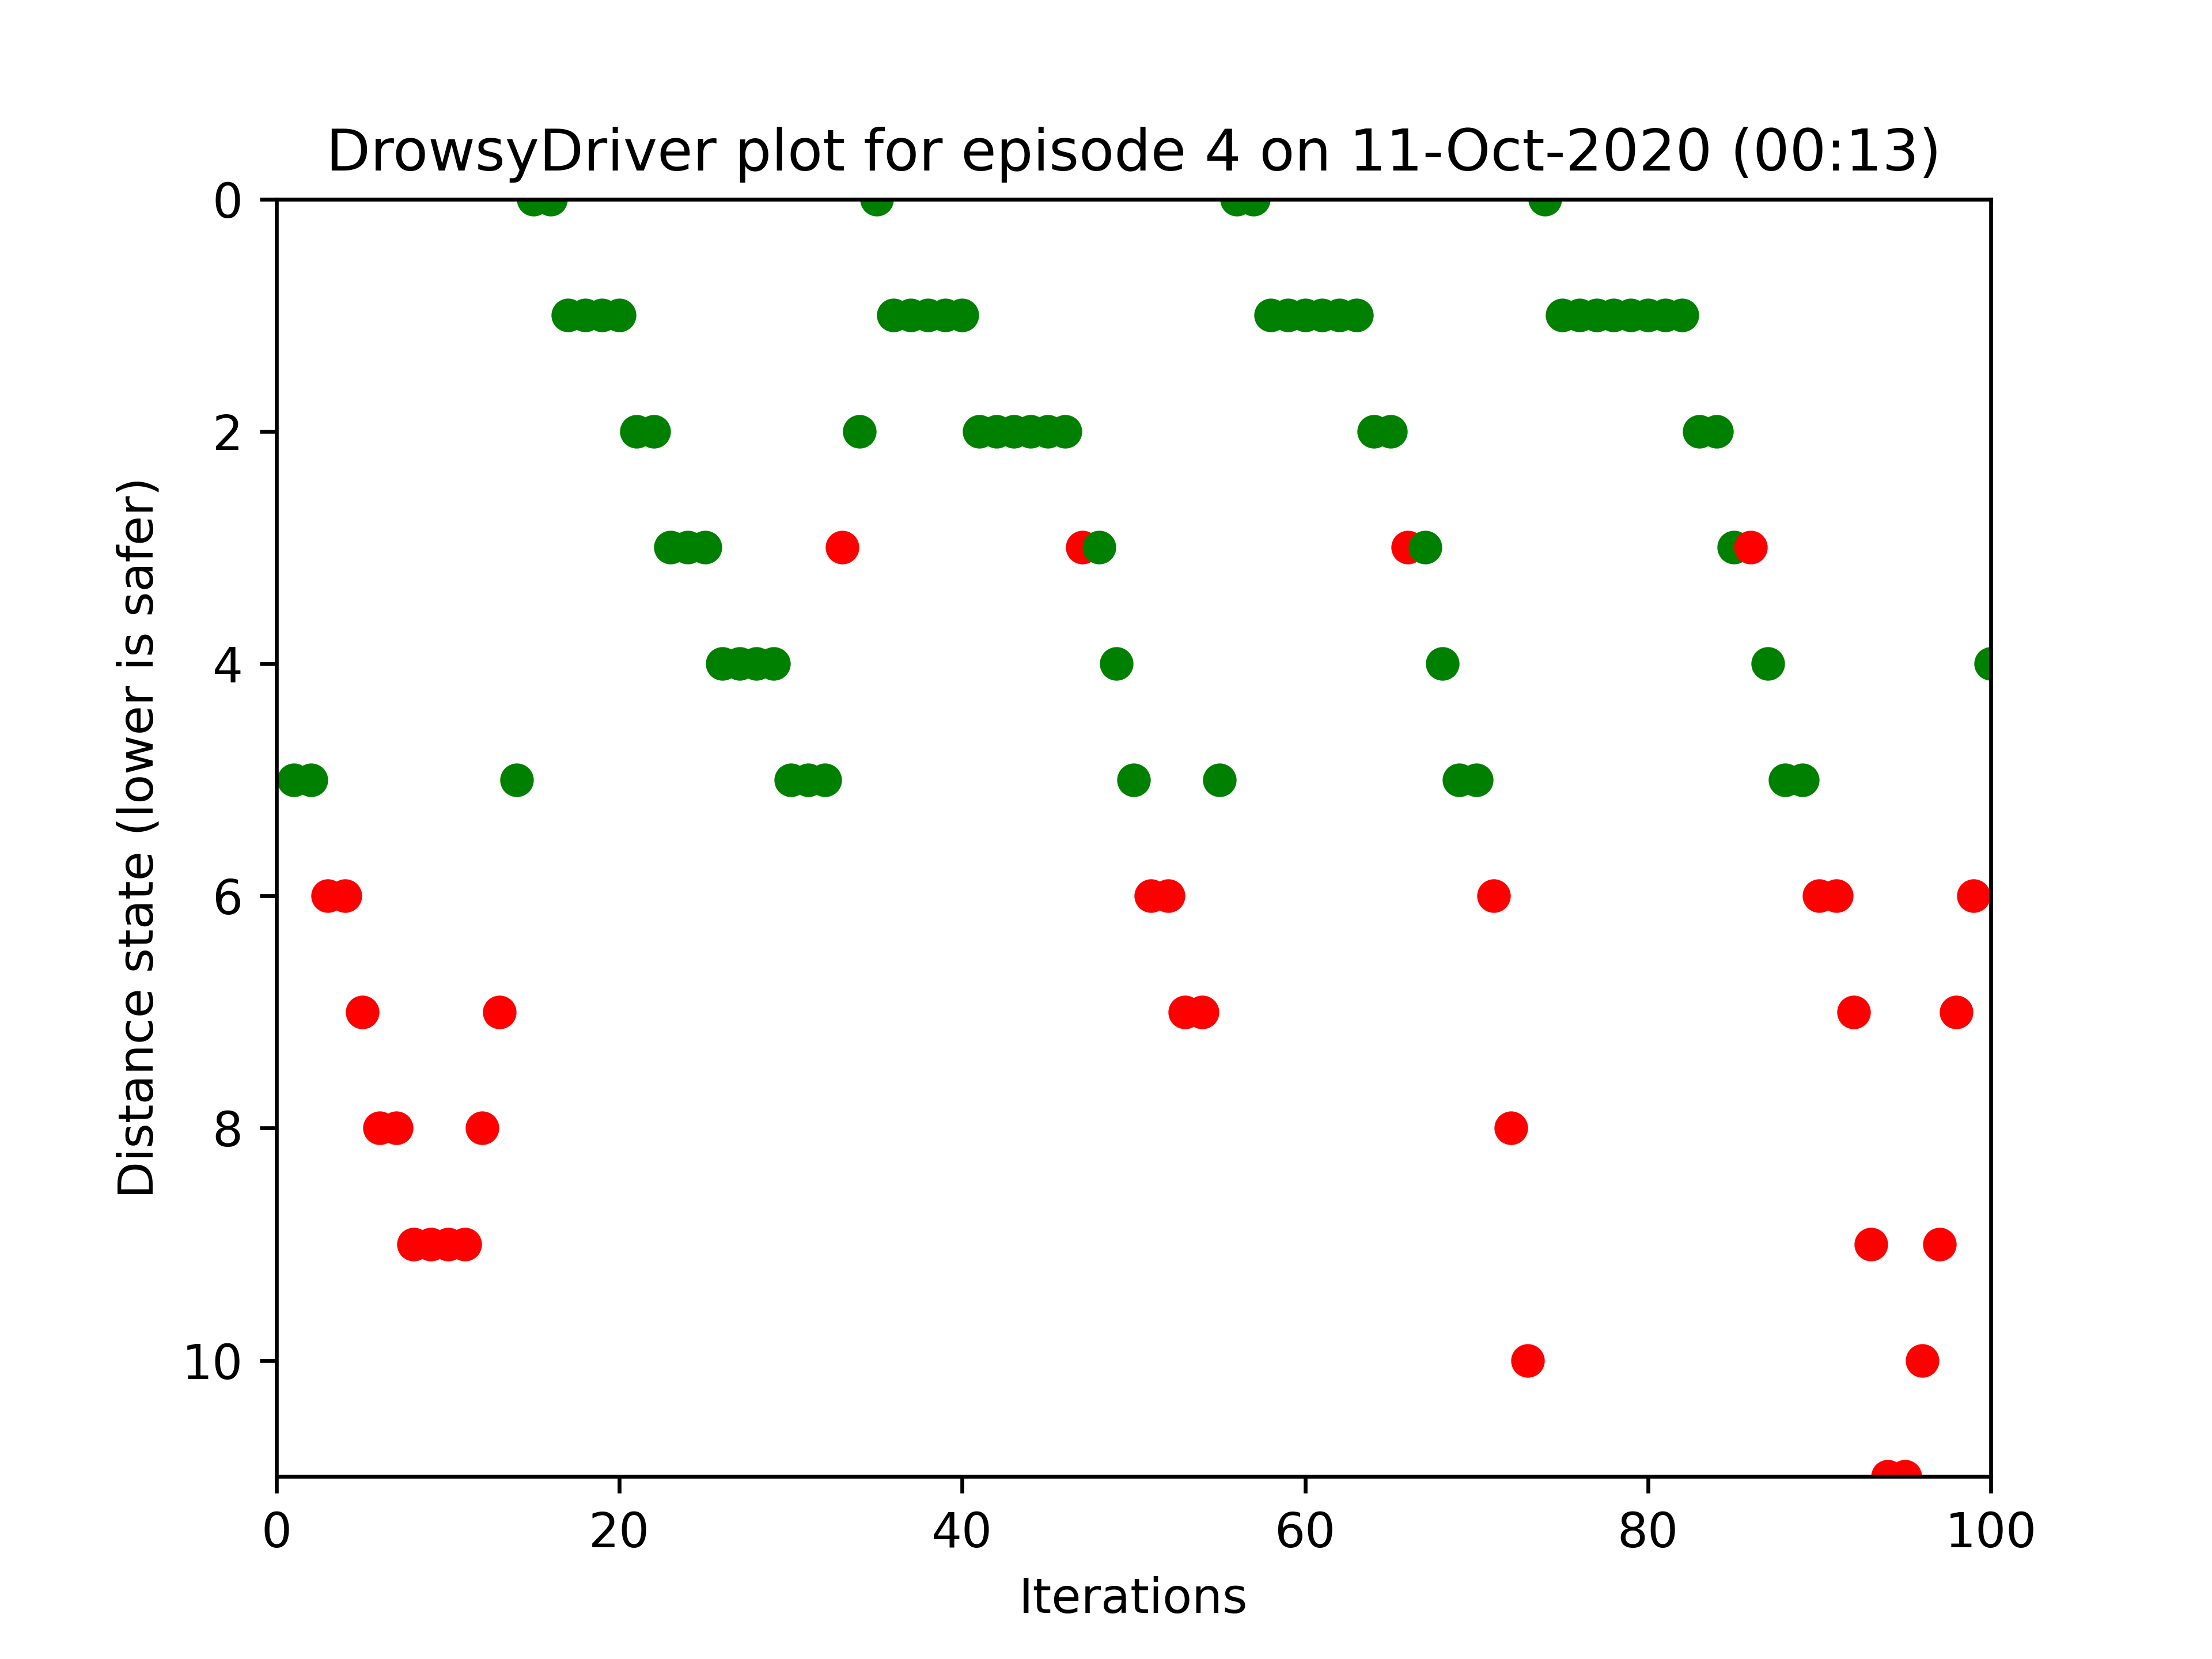 DrowsyDriver plot for episode 4 on 11-Oct-2020 (00:13)
Distance state (lower is safer)
0
2
4
6
8
10
0 20 40 60 80 100
Iterations